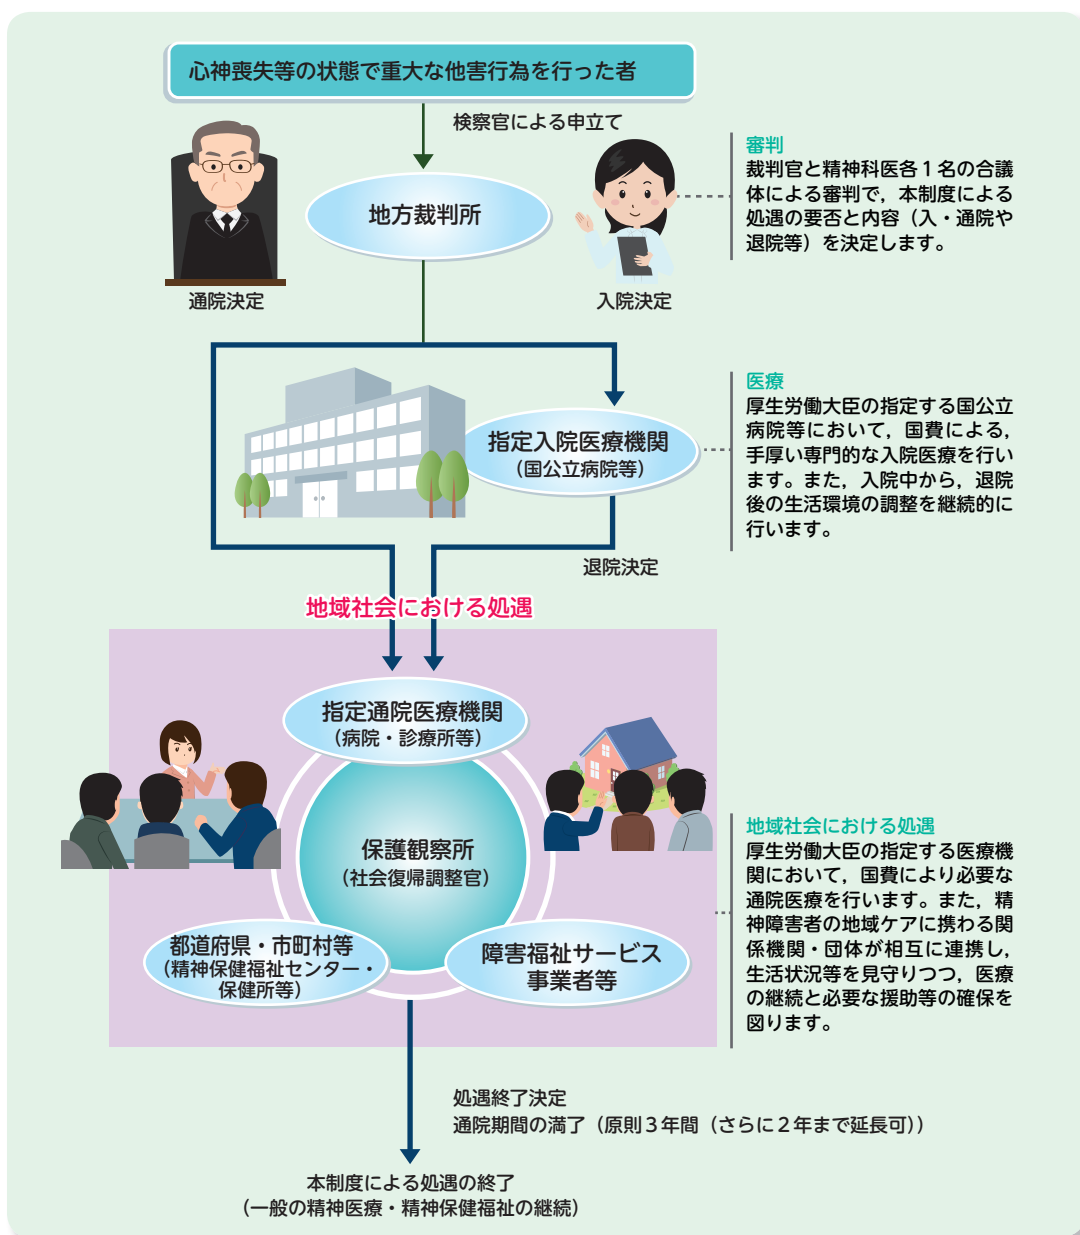 心神喪失等の状態で重大な他害行為を行った者
検察官による申立て
地方裁判所
審判
裁判官と精神科医各１名の合議
体による審判で，本制度による
処遇の要否と内容（入・通院や
退院等）を決定します。
通院決定
入院決定
指定入院医療機関
（国公立病院等）
医療
厚生労働大臣の指定する国公立
病院等において，国費による，
手厚い専門的な入院医療を行い
ます。また，入院中から，退院
後の生活環境の調整を継続的に
行います。
退院決定
地域社会における処遇
指定通院医療機関
（病院・診療所等）
保護観察所
（社会復帰調整官）
都道府県・市町村等
（精神保健福祉センター・
保健所等）
障害福祉サービス
事業者等
地域社会における処遇
厚生労働大臣の指定する医療機
関において，国費により必要な
通院医療を行います。また，精
神障害者の地域ケアに携わる関
係機関・団体が相互に連携し，
生活状況等を見守りつつ，医療
の継続と必要な援助等の確保を
図ります。
処遇終了決定
通院期間の満了（原則３年間（さらに２年まで延長可））
本制度による処遇の終了
（一般の精神医療・精神保健福祉の継続）